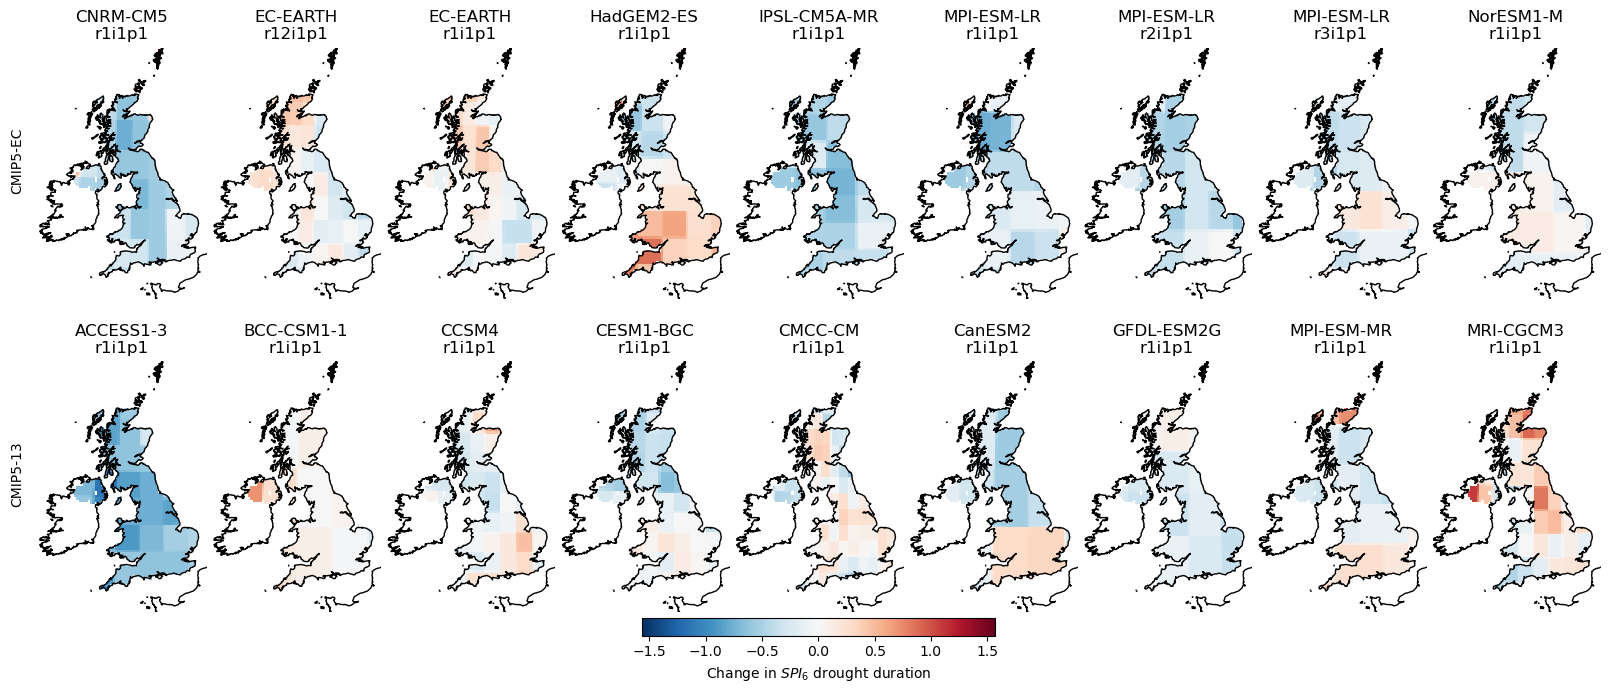 CNRM-CM5
r1i1p1
EC-EARTH
r12i1p1
EC-EARTH
r1i1p1
HadGEM2-ES
r1i1p1
IPSL-CM5A-MR
r1i1p1
MPI-ESM-LR
r1i1p1
MPI-ESM-LR
r2i1p1
MPI-ESM-LR
r3i1p1
NorESM1-M
r1i1p1
CMIP5-EC
ACCESS1-3
r1i1p1
BCC-CSM1-1
r1i1p1
CCSM4
r1i1p1
CESM1-BGC
r1i1p1
CMCC-CM
r1i1p1
CanESM2
r1i1p1
GFDL-ESM2G
r1i1p1
MPI-ESM-MR
r1i1p1
MRI-CGCM3
r1i1p1
CMIP5-13
−1.5 −1.0 −0.5 0.0 0.5 1.0 1.5
Change in SPI₆ drought duration